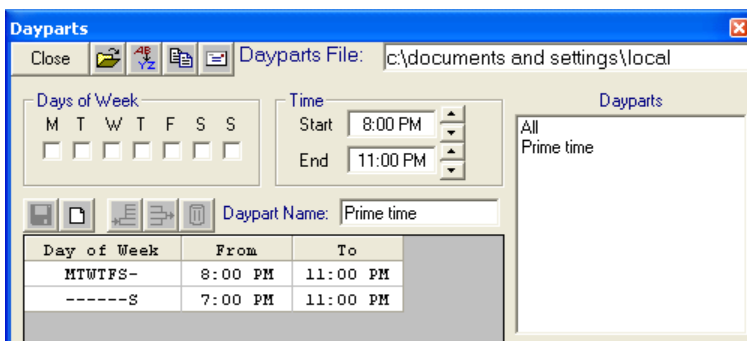 Dayparts
Close AB YZ Dayparts File: c:\documents and settings\local
Days of Week
M T W T F S S
Time
Start 8:00 PM
End 11:00 PM
Dayparts
All
Prime time
Daypart Name: Prime time
Day of Week From To
MTWTFS- 8:00 PM 11:00 PM
------S 7:00 PM 11:00 PM